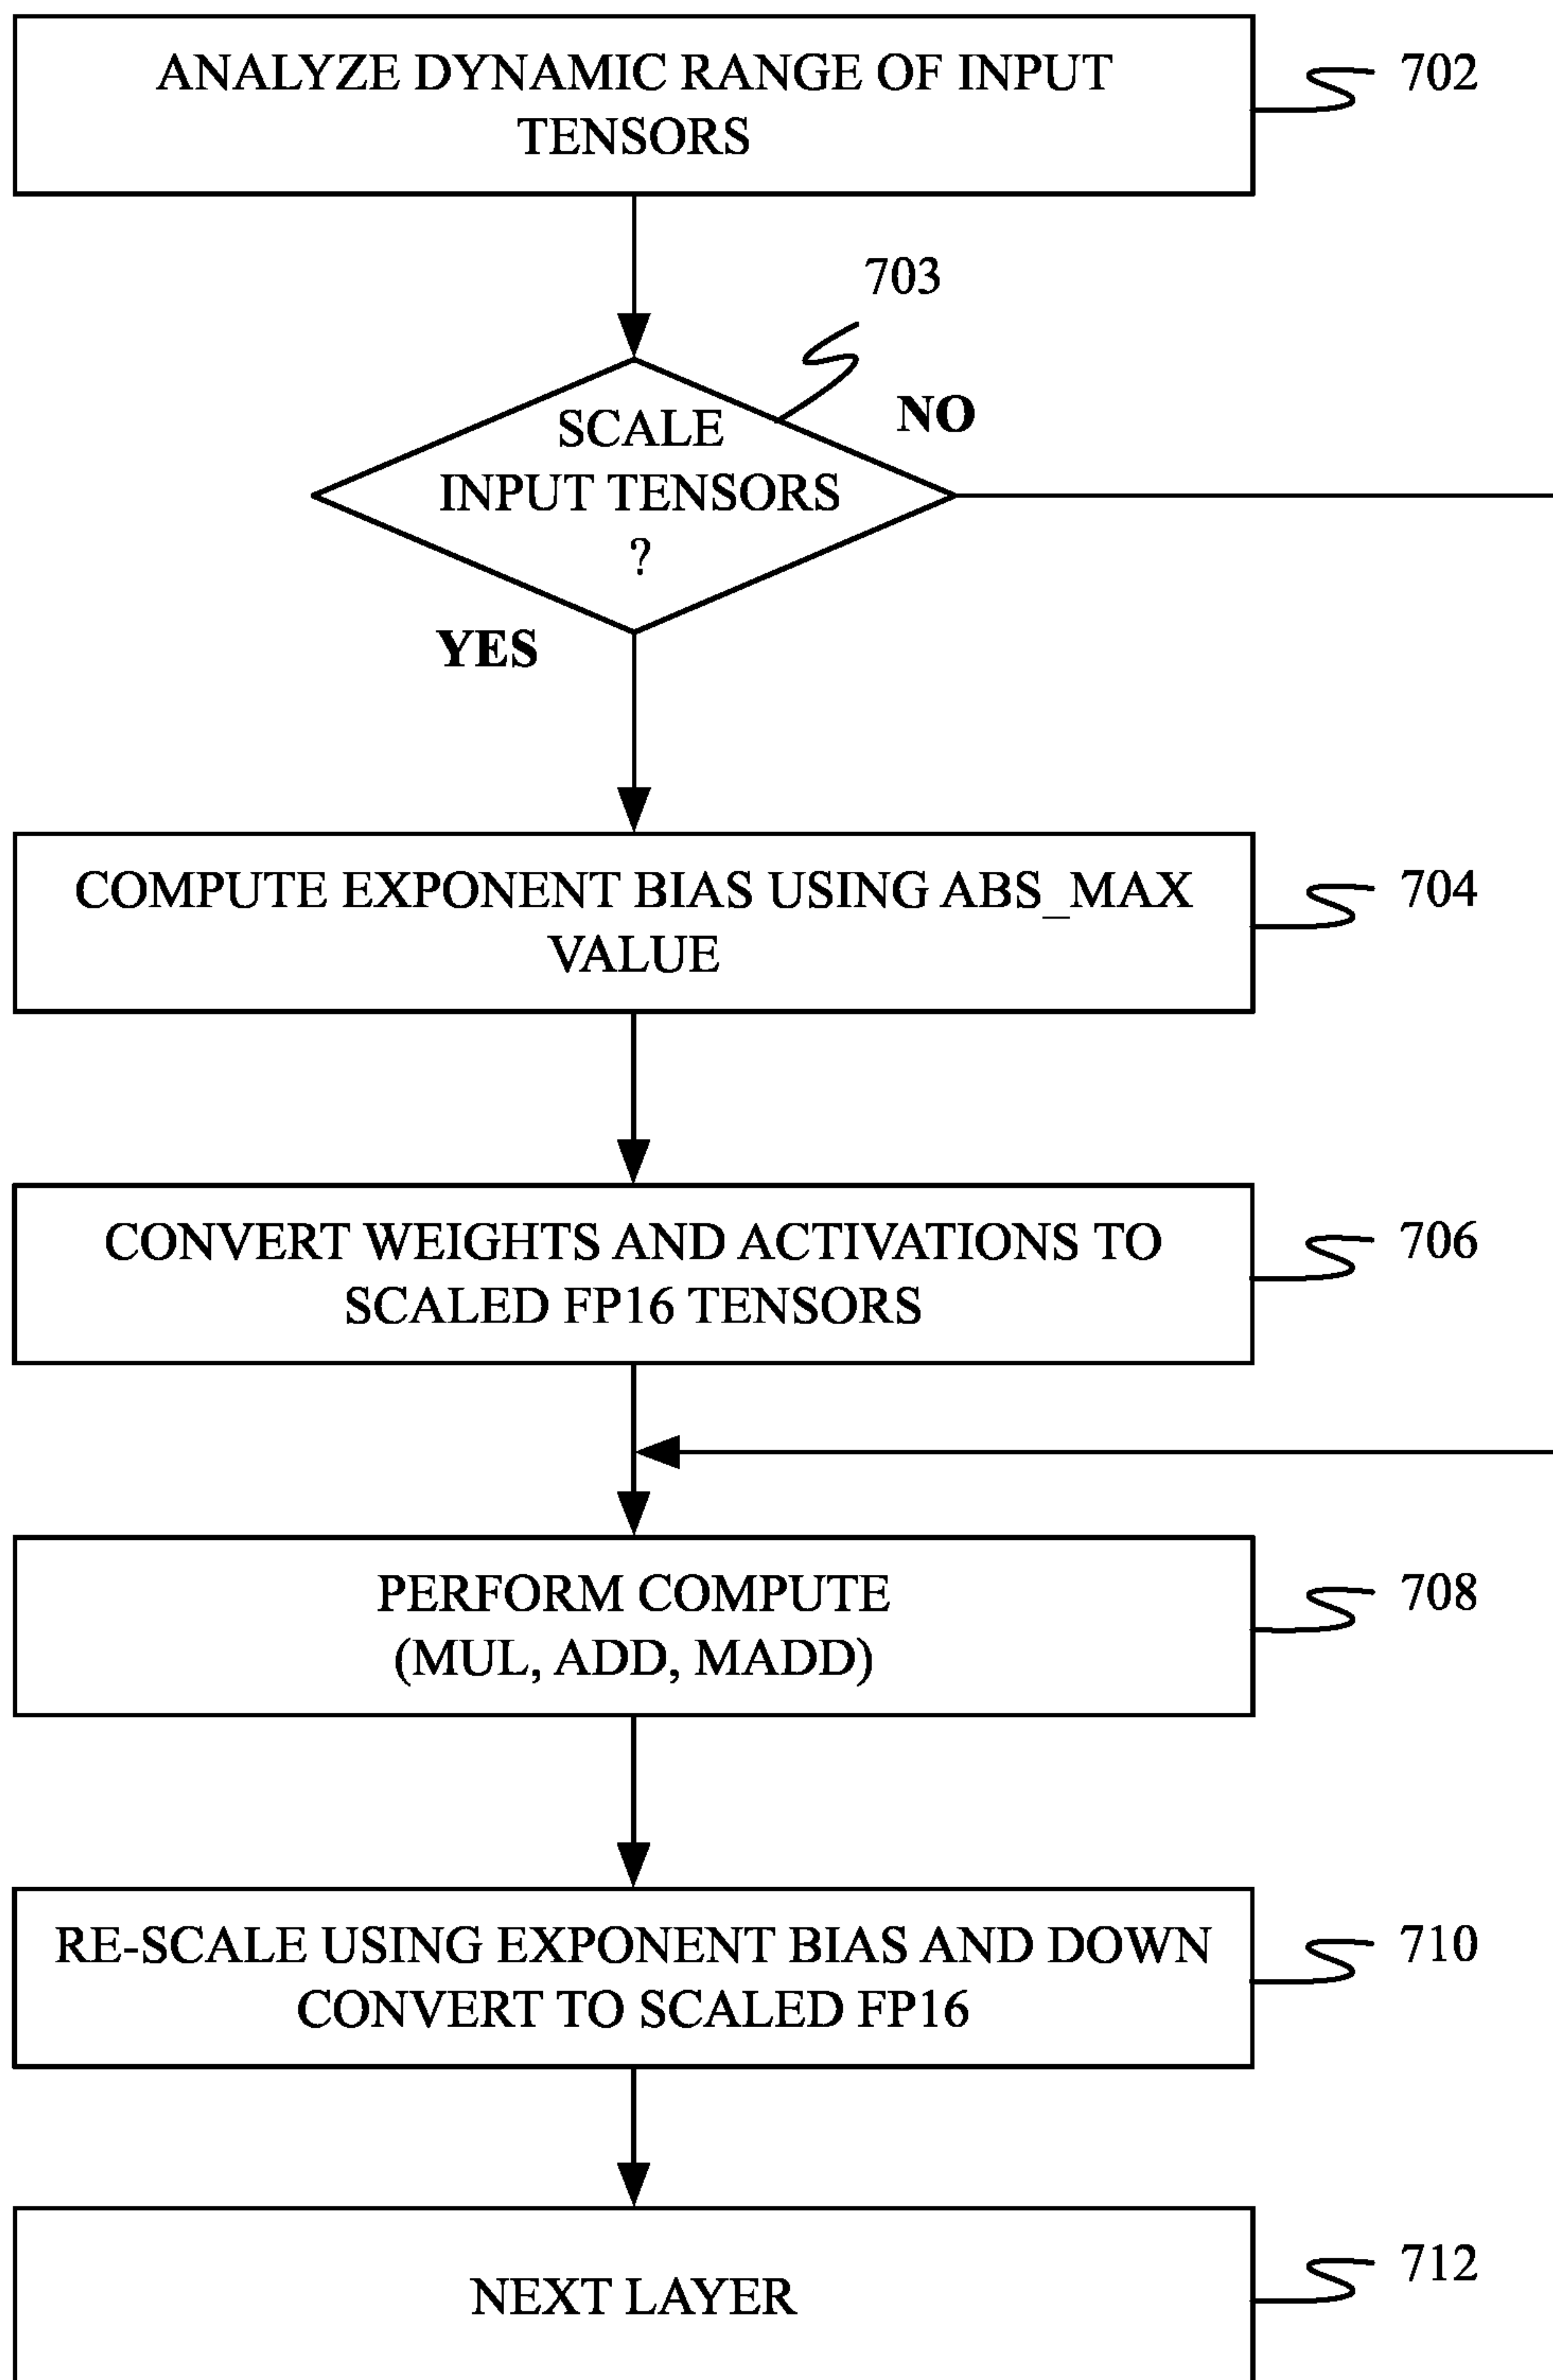 ANALYZE DYNAMIC RANGE OF INPUT
TENSORS
702
703
SCALE
INPUT TENSORS
?
NO
YES
COMPUTE EXPONENT BIAS USING ABS_MAX
VALUE
704
CONVERT WEIGHTS AND ACTIVATIONS TO
SCALED FP16 TENSORS
706
PERFORM COMPUTE
(MUL, ADD, MADD)
708
RE-SCALE USING EXPONENT BIAS AND DOWN
CONVERT TO SCALED FP16
710
NEXT LAYER
712